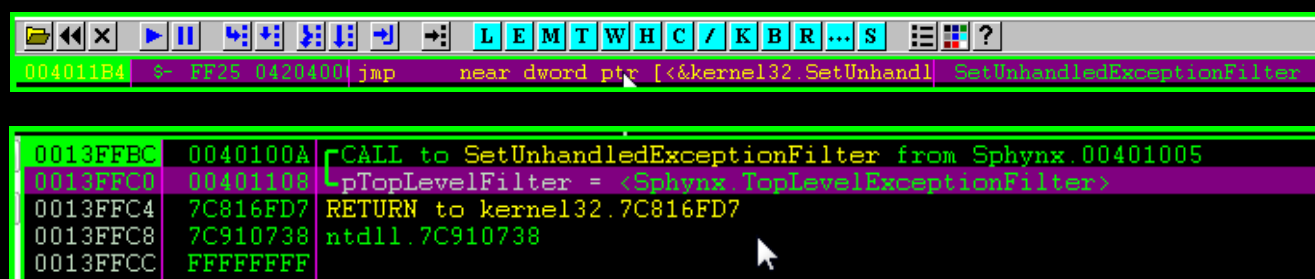 L E M T W H C / K B R ... S ?
004011B4 $- FF25 0420400 jmp near dword ptr [<&kernel32.SetUnhandl SetUnhandledExceptionFilter
0013FFBC 0040100A CALL to SetUnhandledExceptionFilter from Sphynx.00401005
0013FFC0 00401108 pTopLevelFilter = <Sphynx.TopLevelExceptionFilter>
0013FFC4 7C816FD7 RETURN to kernel32.7C816FD7
0013FFC8 7C910738 ntdll.7C910738
0013FFCC FFFFFFFF